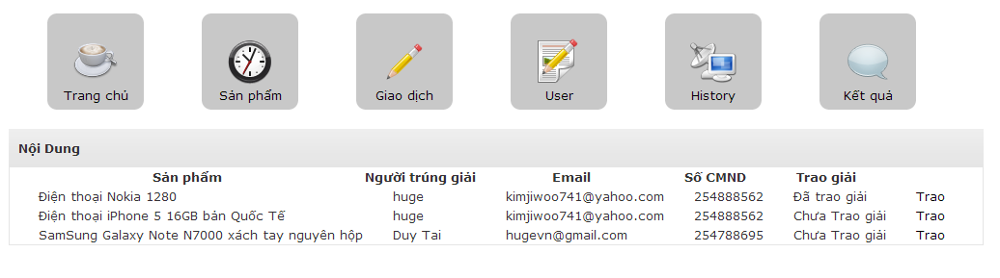 Trang chủ Sản phẩm Giao dịch User History Kết quả
Nội Dung
Sản phẩm Người trúng giải Email Số CMND Trao giải
Điện thoại Nokia 1280 huge kimjiwoo741@yahoo.com 254888562 Đã trao giải Trao
Điện thoại iPhone 5 16GB bản Quốc Tế huge kimjiwoo741@yahoo.com 254888562 Chưa Trao giải Trao
SamSung Galaxy Note N7000 xách tay nguyên hộp Duy Tai hugevn@gmail.com 254788695 Chưa Trao giải Trao